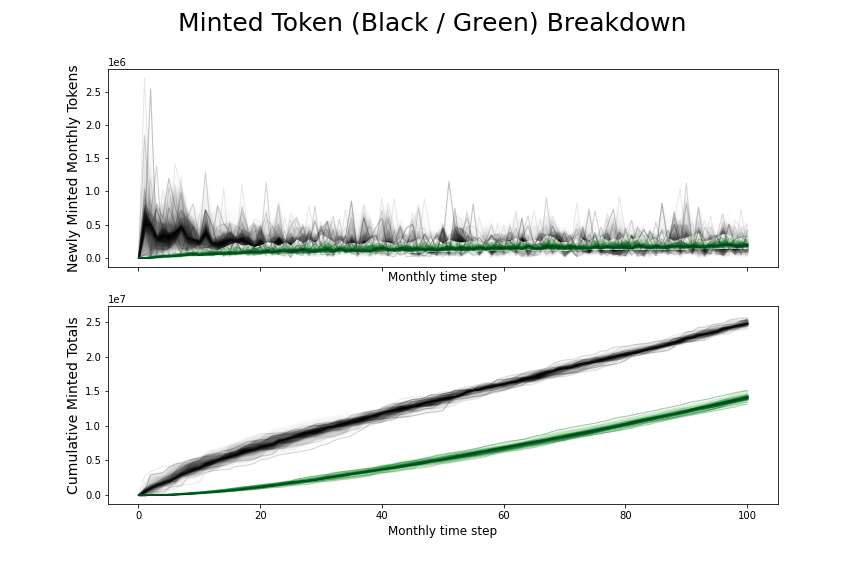 Minted Token (Black / Green) Breakdown
1e6
Newly Minted Monthly Tokens
2.5
2.0
1.5
1.0
0.5
0.0
Monthly time step
1e7
Cumulative Minted Totals
2.5
2.0
1.5
1.0
0.5
0.0
0 20 40 60 80 100
Monthly time step